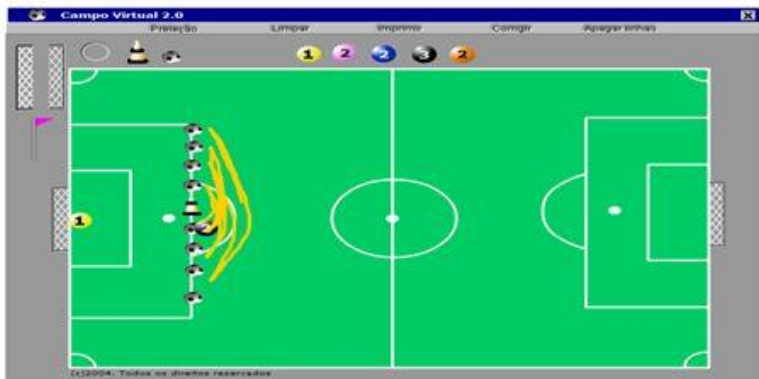 Campo Virtual 2.0
Preleção Limpar Imprimir Corrigir Apagar linhas
1 2 2 3 2
1
(c)2004. Todos os direitos reservados